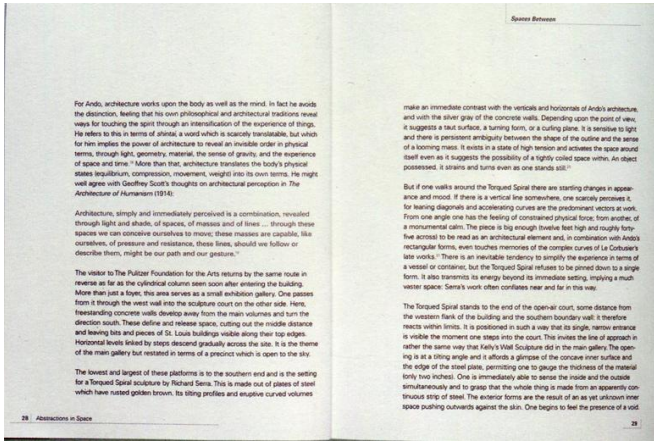 For Ando, architecture works upon the body as well as the mind. In fact he avoids
the distinction, feeling that his own philosophical and architectural traditions reveal
ways for touching the spirit through an intensification of the experience of things.
He refers to this in terms of shintai, a word which is scarcely translatable, but which
for him implies the power of architecture to reveal an invisible order in physical
terms, through light, geometry, material, the sense of gravity, and the experience
of space and time. More than that, architecture translates the body's physical
states (equilibrium, compression, movement, weight) into its own terms. He might
well agree with Geoffrey Scott's thoughts on architectural perception in The
Architecture of Humanism (1914):
Architecture, simply and immediately perceived is a combination, revealed
through light and shade, of spaces, of masses and of lines ... through these
spaces we can conceive ourselves to move; these masses are capable, like
ourselves, of pressure and resistance, these lines, should we follow or
describe them, might be our path and our gesture.
The visitor to The Pulitzer Foundation for the Arts returns by the same route in
reverse as far as the cylindrical column seen soon after entering the building.
More than just a foyer, this area serves as a small exhibition gallery. One passes
from it through the west wall into the sculpture court on the other side. Here,
freestanding concrete walls develop away from the main volumes and turn the
direction south. These define and release space, cutting out the middle distance
and leaving bits and pieces of St. Louis buildings visible along their top edges.
Horizontal levels linked by steps descend gradually across the site. It is the theme
of the main gallery but restated in terms of a precinct which is open to the sky.
The lowest and largest of these platforms is to the southern end and is the setting
for a Torqued Spiral sculpture by Richard Serra. This is made out of plates of steel
which have rusted golden brown. Its tilting profiles and eruptive curved volumes
28 Abstractions in Space
Spaces Between
make an immediate contrast with the verticals and horizontals of Ando's architecture,
and with the silver gray of the concrete walls. Depending upon the point of view,
it suggests a taut surface, a turning form, or a curling plane. It is sensitive to light
and there is persistent ambiguity between the shape of the outline and the sense
of a looming mass. It exists in a state of high tension and activates the space around
itself even as it suggests the possibility of a tightly coiled space within. An object
possessed, it strains and turns even as one stands still.
But if one walks around the Torqued Spiral there are startling changes in appear-
ance and mood. If there is a vertical line somewhere, one scarcely perceives it,
for leaning diagonals and accelerating curves are the predominant vectors at work.
From one angle one has the feeling of constrained physical force; from another, of
a monumental calm. The piece is big enough (twelve feet high and roughly forty-
five across) to be read as an architectural element and, in combination with Ando's
rectangular forms, even touches memories of the complex curves of Le Corbusier's
late works. There is an inevitable tendency to simplify the experience in terms of
a vessel or container, but the Torqued Spiral refuses to be pinned down to a single
form. It also transmits its energy beyond its immediate setting, implying a much
vaster space: Serra's work often conflates near and far in this way.
The Torqued Spiral stands to the end of the open-air court, some distance from
the western flank of the building and the southern boundary wall: it therefore
reacts within limits. It is positioned in such a way that its single, narrow entrance
is visible the moment one steps into the court. This invites the line of approach in
rather the same way that Kelly's Wall Sculpture did in the main gallery. The open-
ing is at a tilting angle and it affords a glimpse of the concave inner surface and
the edge of the steel plate, permitting one to gauge the thickness of the material
(only two inches). One is immediately able to sense the inside and the outside
simultaneously and to grasp that the whole thing is made from an apparently con-
tinuous strip of steel. The exterior forms are the result of an as yet unknown inner
space pushing outwards against the skin. One begins to feel the presence of a void.
29